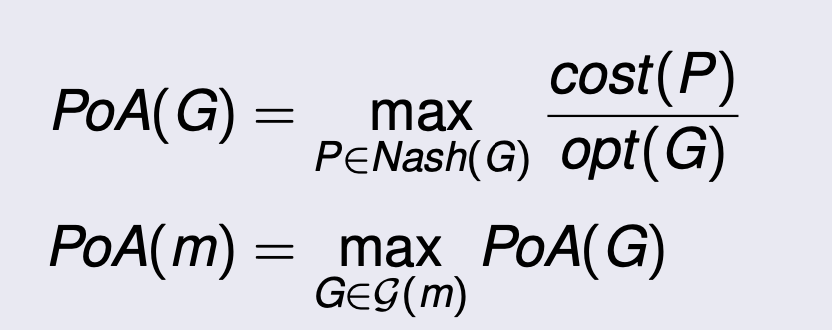 PoA(G) = max_{P∈Nash(G)} cost(P)/opt(G)
PoA(m) = max_{G∈𝒢(m)} PoA(G)